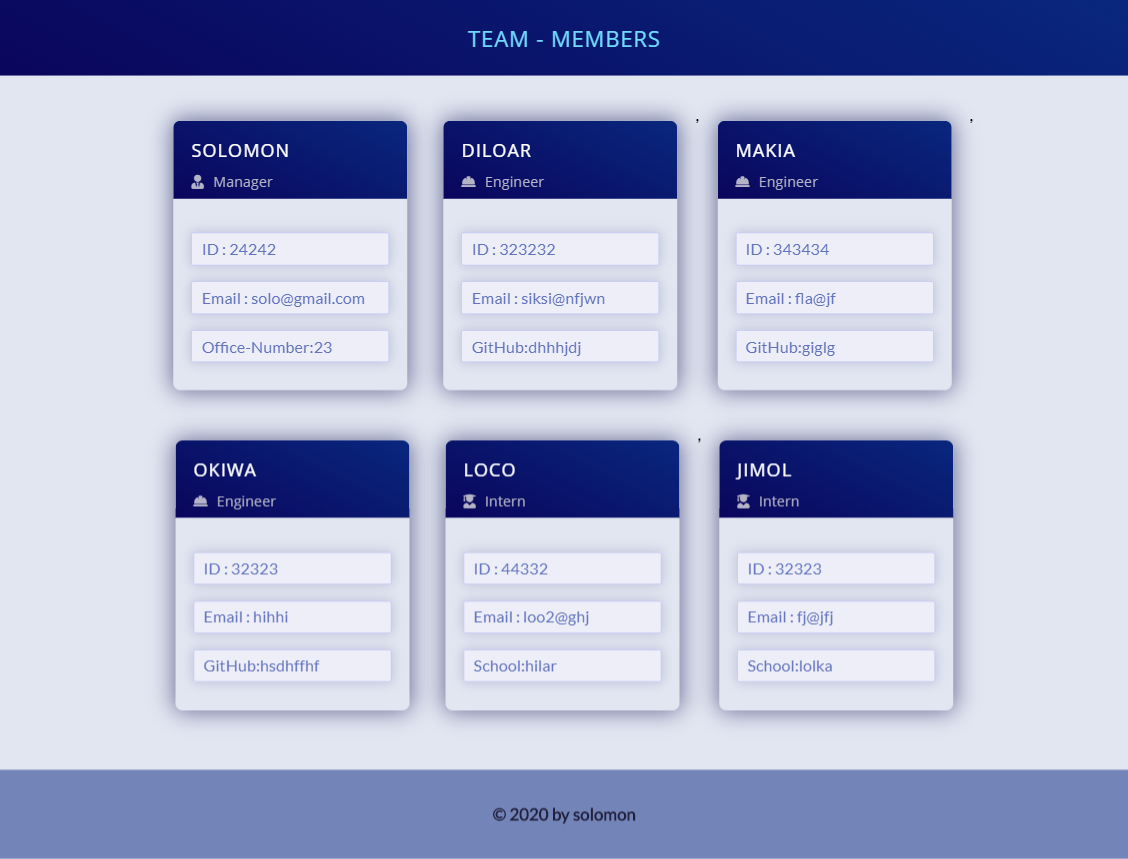 TEAM - MEMBERS
SOLOMON
Manager
ID : 24242
Email : solo@gmail.com
Office-Number:23
DILOAR
Engineer
ID : 323232
Email : siksi@nfjwn
GitHub:dhhhjdj
,
MAKIA
Engineer
ID : 343434
Email : fla@jf
GitHub:giglg
,
OKIWA
Engineer
ID : 32323
Email : hihhi
GitHub:hsdhffhf
LOCO
Intern
ID : 44332
Email : loo2@ghj
School:hilar
,
JIMOL
Intern
ID : 32323
Email : fj@jfj
School:lolka
© 2020 by solomon